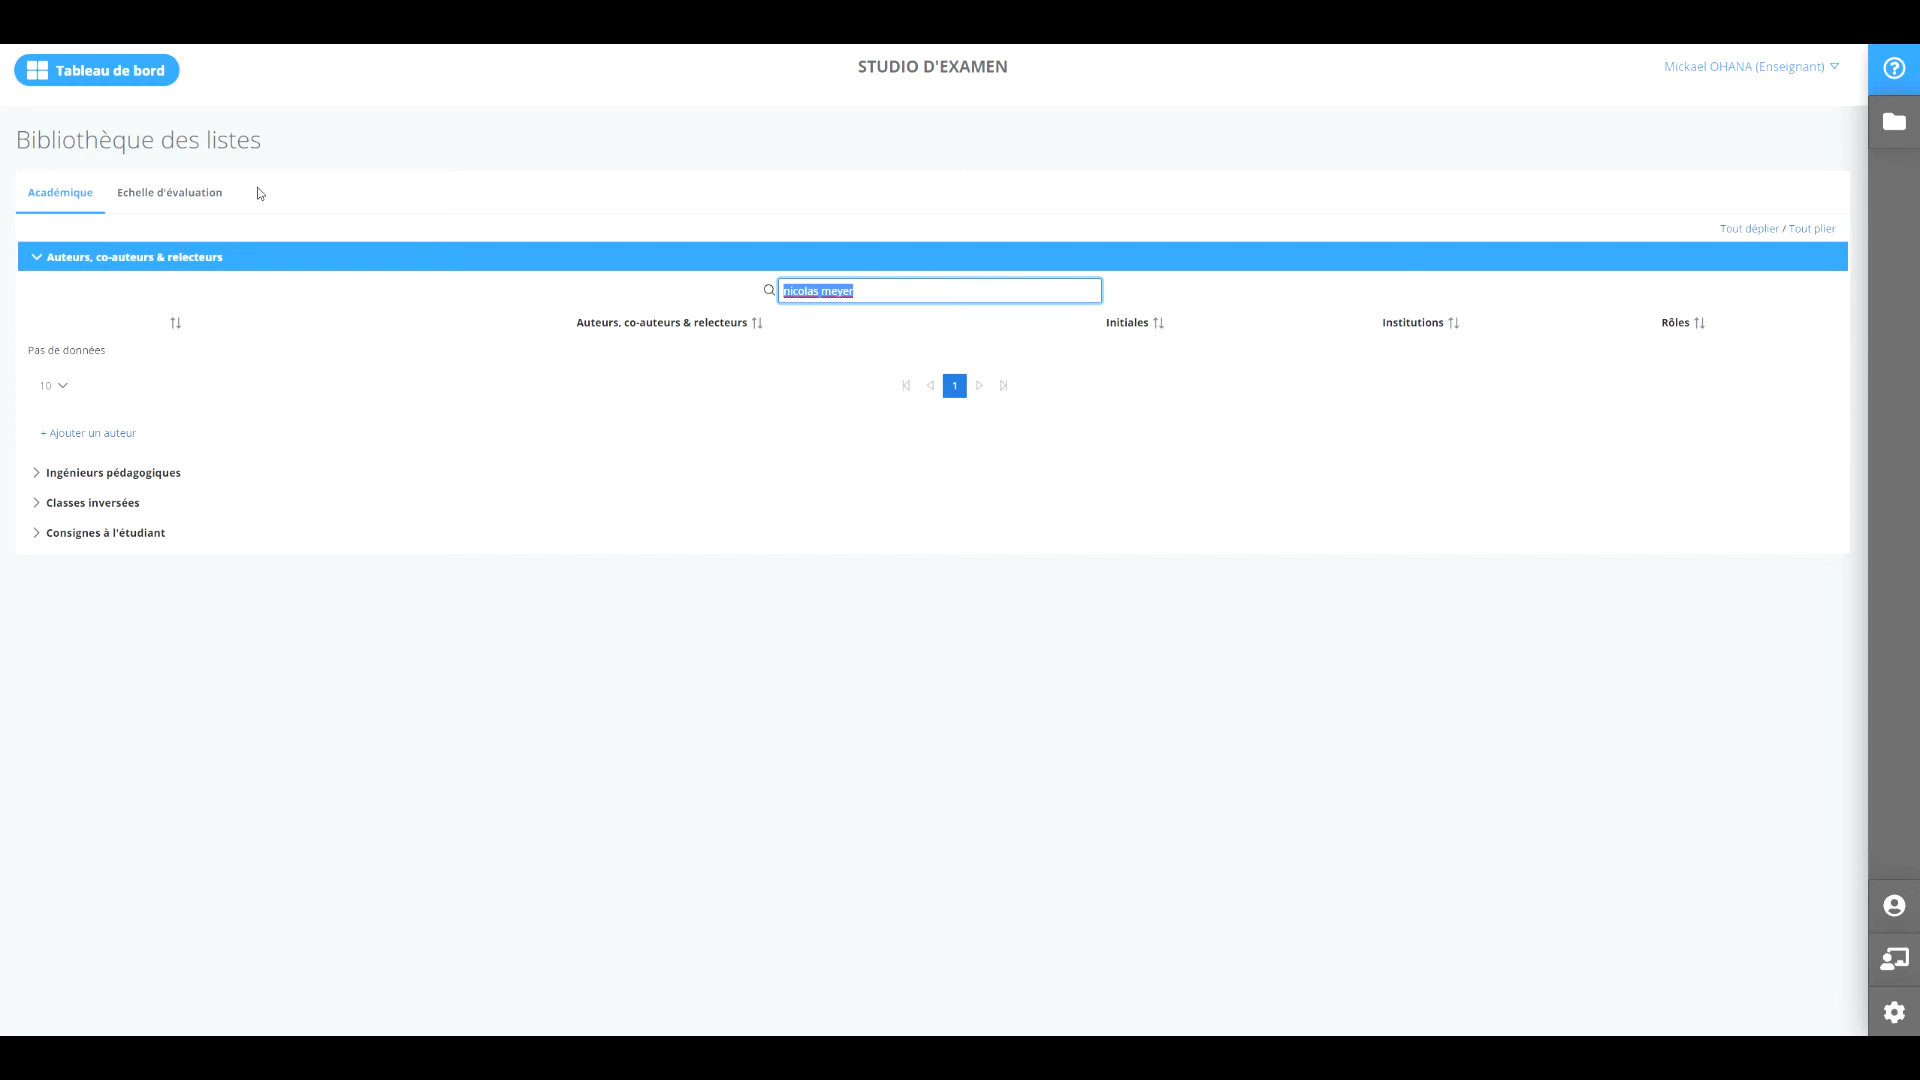 Tableau de bord
STUDIO D'EXAMEN
Mickael OHANA (Enseignant)
Bibliothèque des listes
Académique
Echelle d'évaluation
Tout déplier / Tout plier
Auteurs, co-auteurs & relecteurs
nicolas meyer
Auteurs, co-auteurs & relecteurs
Initiales
Institutions
Rôles
Pas de données
10
1
+ Ajouter un auteur
Ingénieurs pédagogiques
Classes inversées
Consignes à l'étudiant